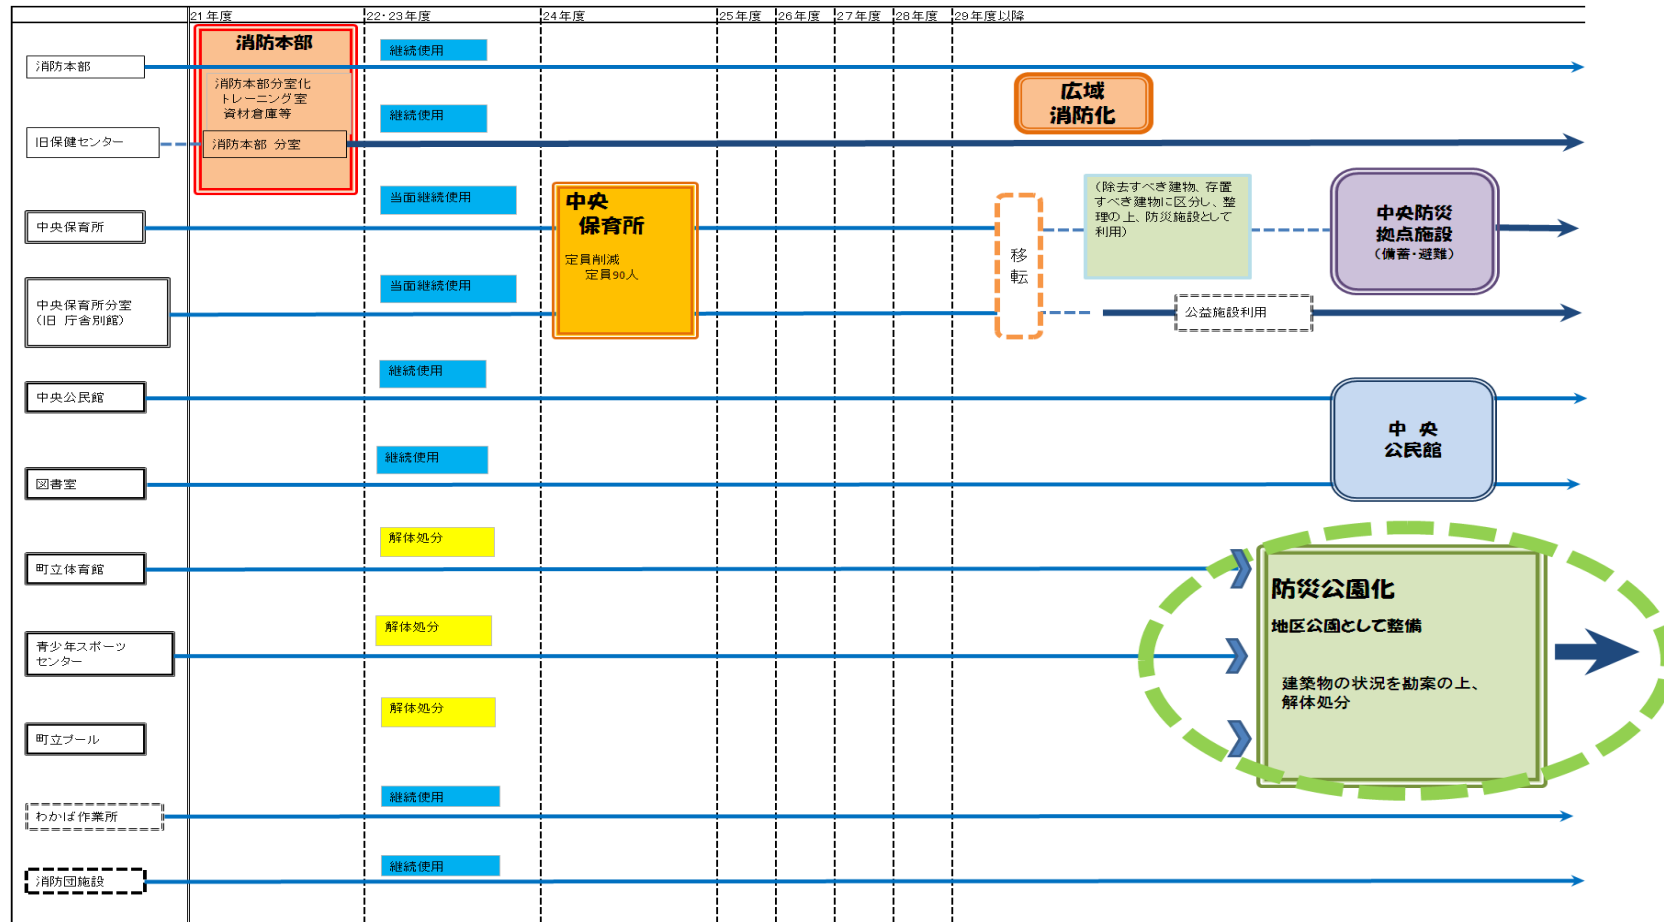 21年度
22・23年度
24年度
25年度
26年度
27年度
28年度
29年度以降
消防本部
消防本部
消防本部分室化
トレーニング室
資材倉庫等
継続使用
広域
消防化
旧保健センター
消防本部 分室
継続使用
中央保育所
当面継続使用
中央
保育所
定員削減
定員90人
移
転
(除去すべき建物、存置
すべき建物に区分し、整
理の上、防災施設として
利用)
中央防災
拠点施設
(備蓄・避難)
中央保育所分室
(旧 庁舎別館)
当面継続使用
公益施設利用
中央公民館
継続使用
中 央
公民館
図書室
継続使用
町立体育館
解体処分
防災公園化
地区公園として整備
建築物の状況を勘案の上、
解体処分
青少年スポーツ
センター
解体処分
町立プール
解体処分
わかば作業所
継続使用
消防団施設
継続使用